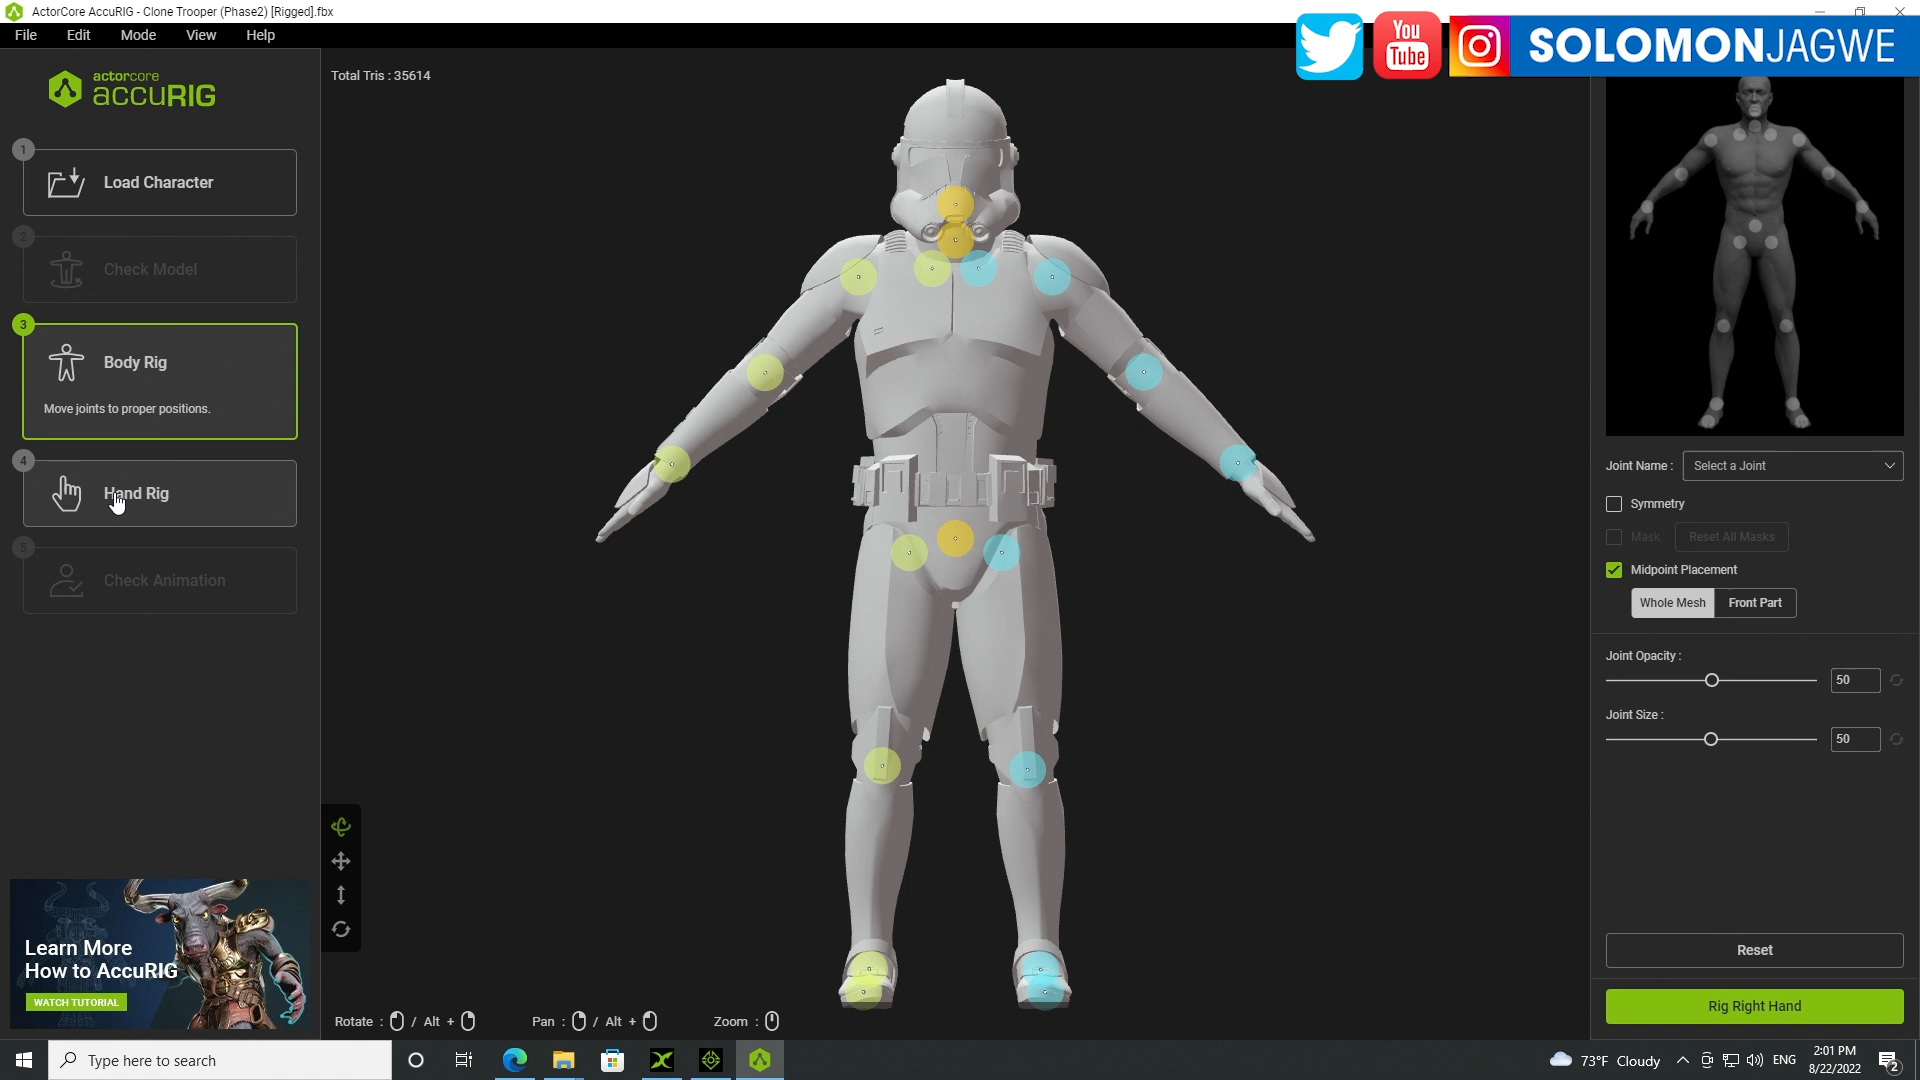 ActorCore AccuRIG - Clone Trooper (Phase2) [Rigged].fbx
File Edit Mode View Help
You
Tube
SOLOMONJAGWE
actorcore
accuRIG
Total Tris : 35614
1
Load Character
2
Check Model
3
Body Rig
Move joints to proper positions.
4
Hand Rig
5
Check Animation
Joint Name : Select a Joint
Symmetry
Mask Reset All Masks
Midpoint Placement
Whole Mesh Front Part
Joint Opacity :
50
Joint Size :
50
Reset
Rig Right Hand
Learn More
How to AccuRIG
WATCH TUTORIAL
Rotate : / Alt + Pan : / Alt + Zoom :
Type here to search
73°F Cloudy
ENG
2:01 PM
8/22/2022
2